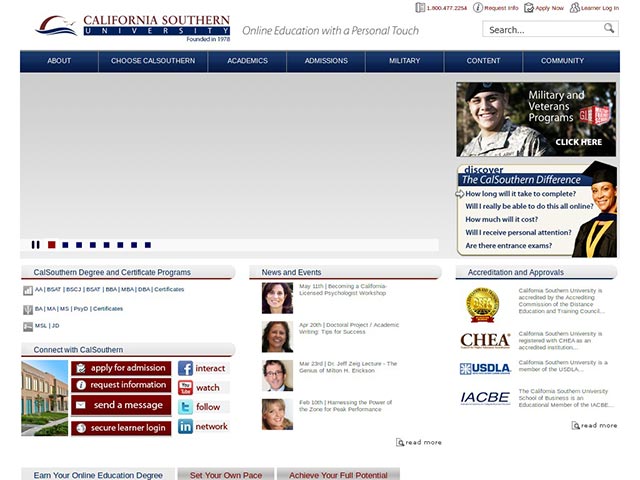 1.800.477.2254 Request Info Apply Now Learner Log In
CALIFORNIA SOUTHERN
UNIVERSITY
Founded in 1978
Online Education with a Personal Touch
Search...
ABOUT CHOOSE CALSOUTHERN ACADEMICS ADMISSIONS MILITARY CONTENT COMMUNITY
Military and
Veterans
Programs
CLICK HERE
discover
The CalSouthern Difference
How long will it take to complete?
Will I really be able to do this all online?
How much will it cost?
Will I receive personal attention?
Are there entrance exams?
CalSouthern Degree and Certificate Programs
AA | BSAT | BSCJ | BSAT | BBA | MBA | DBA | Certificates
BA | MA | MS | PsyD | Certificates
MSL | JD
Connect with CalSouthern
apply for admission
request information
send a message
secure learner login
interact
You Tube watch
follow
in network
News and Events
May 11th | Becoming a California-
Licensed Psychologist Workshop
Apr 20th | Doctoral Project / Academic
Writing: Tips for Success
Mar 23rd | Dr. Jeff Zeig Lecture - The
Genius of Milton H. Erickson
Feb 10th | Harnessing the Power of
the Zone for Peak Performance
read more
Accreditation and Approvals
California Southern University is
accredited by the Accrediting
Commission of the Distance
Education and Training Council...
CHEA
California Southern University is
registered with CHEA as an
accredited institution...
USDLA
California Southern University is a
member of the USDLA...
IACBE
The California Southern University
School of Business is an
Educational Member of the IACBE...
read more
Earn Your Online Education Degree Set Your Own Pace Achieve Your Full Potential